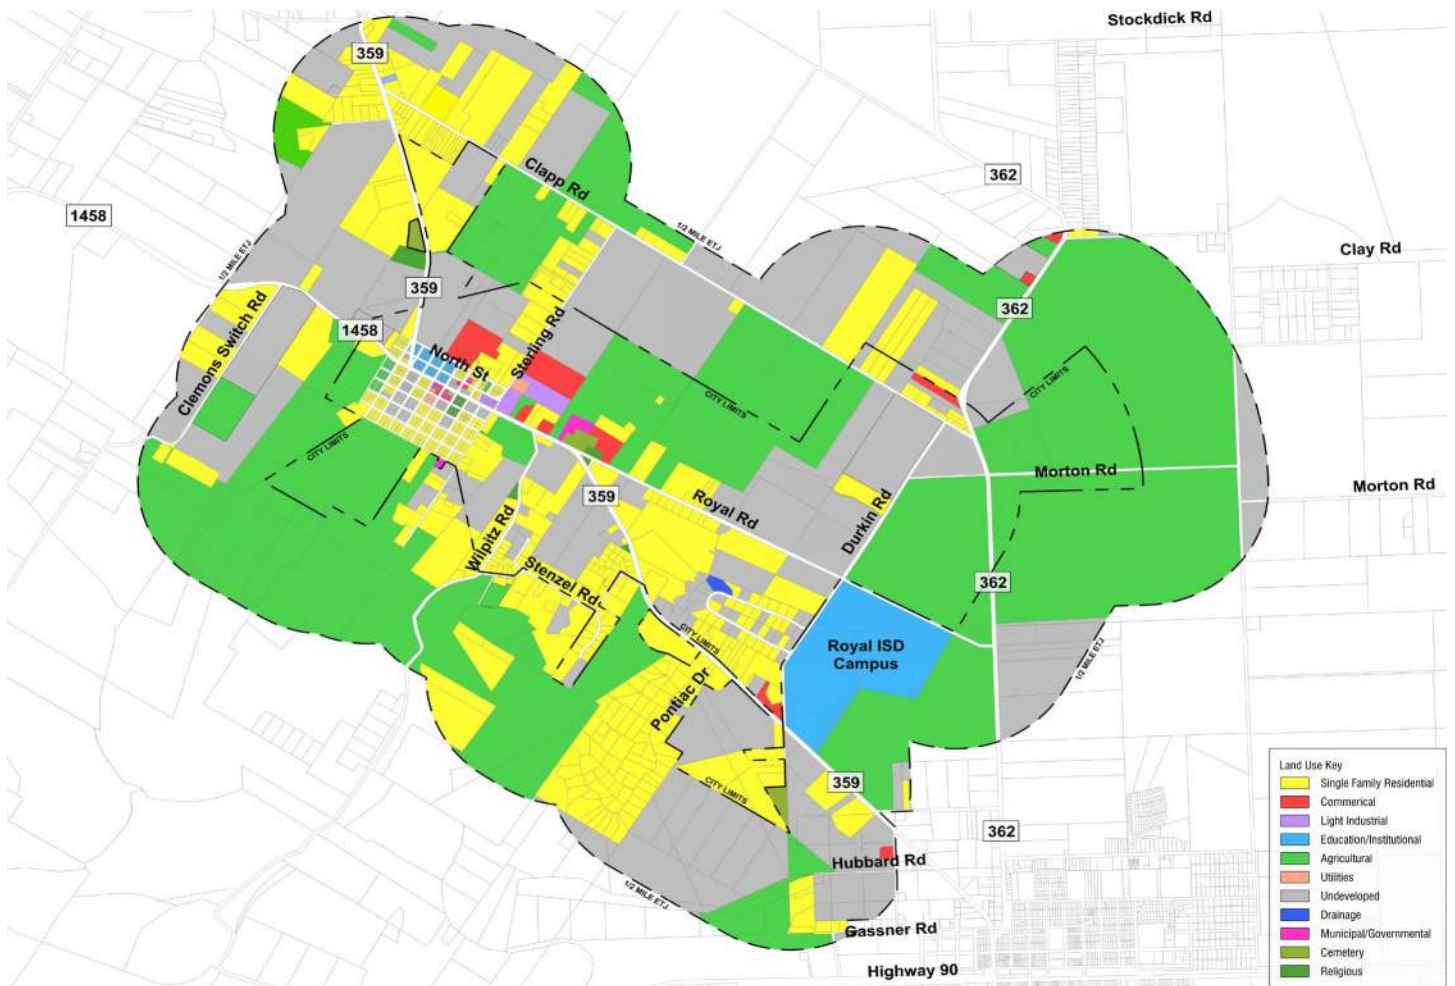 Stockdick Rd
359
362
1458
Clapp Rd
1/2 MILE ETJ
Clay Rd
1/2 MILE ETJ
359
362
Clemons Switch Rd
1458
North St
Sterling Rd
CITY LIMITS
CITY LIMITS
CITY LIMITS
Morton Rd
Morton Rd
359
Royal Rd
Durkin Rd
Wilpitz Rd
Stenzel Rd
362
CITY LIMITS
Royal ISD
Campus
1/2 MILE ETJ
Pontiac Dr
CITY LIMITS
359
362
Hubbard Rd
1/2 MILE ETJ
Gassner Rd
Highway 90
Land Use Key
Single Family Residential
Commerical
Light Industrial
Education/Institutional
Agricultural
Utilities
Undeveloped
Drainage
Municipal/Governmental
Cemetery
Religious